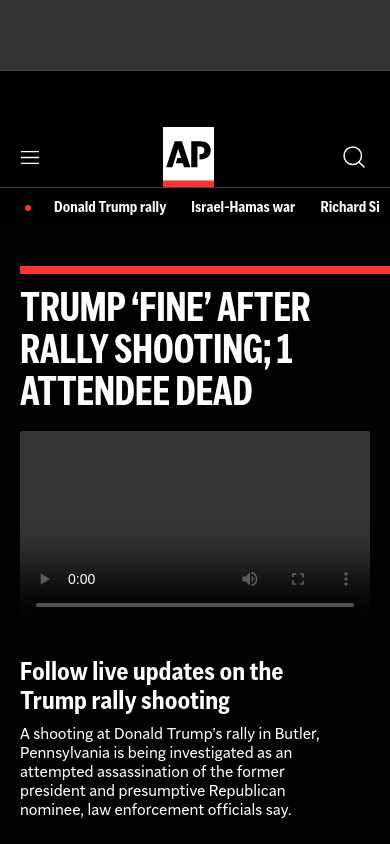 AP
Donald Trump rally Israel-Hamas war Richard Si
TRUMP ‘FINE’ AFTER
RALLY SHOOTING; 1
ATTENDEE DEAD
0:00
Follow live updates on the
Trump rally shooting
A shooting at Donald Trump’s rally in Butler,
Pennsylvania is being investigated as an
attempted assassination of the former
president and presumptive Republican
nominee, law enforcement officials say.